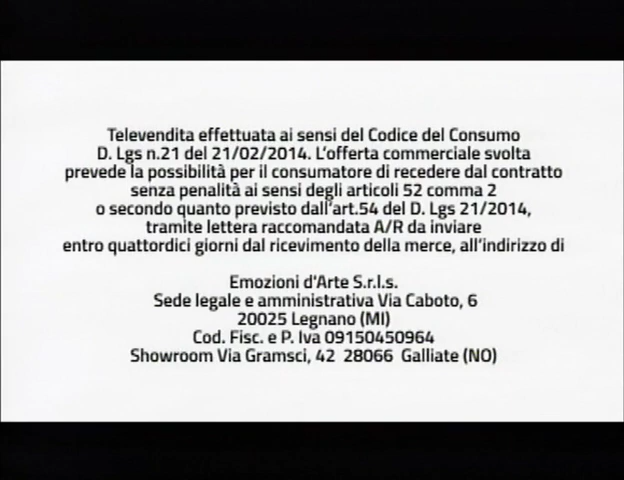 Televendita effettuata ai sensi del Codice del Consumo
D. Lgs n.21 del 21/02/2014. L'offerta commerciale svolta
prevede la possibilità per il consumatore di recedere dal contratto
senza penalità ai sensi degli articoli 52 comma 2
o secondo quanto previsto dall'art.54 del D. Lgs 21/2014,
tramite lettera raccomandata A/R da inviare
entro quattordici giorni dal ricevimento della merce, all'indirizzo di
Emozioni d'Arte S.r.l.s.
Sede legale e amministrativa Via Caboto, 6
20025 Legnano (MI)
Cod. Fisc. e P. Iva 09150450964
Showroom Via Gramsci, 42 28066 Galliate (NO)